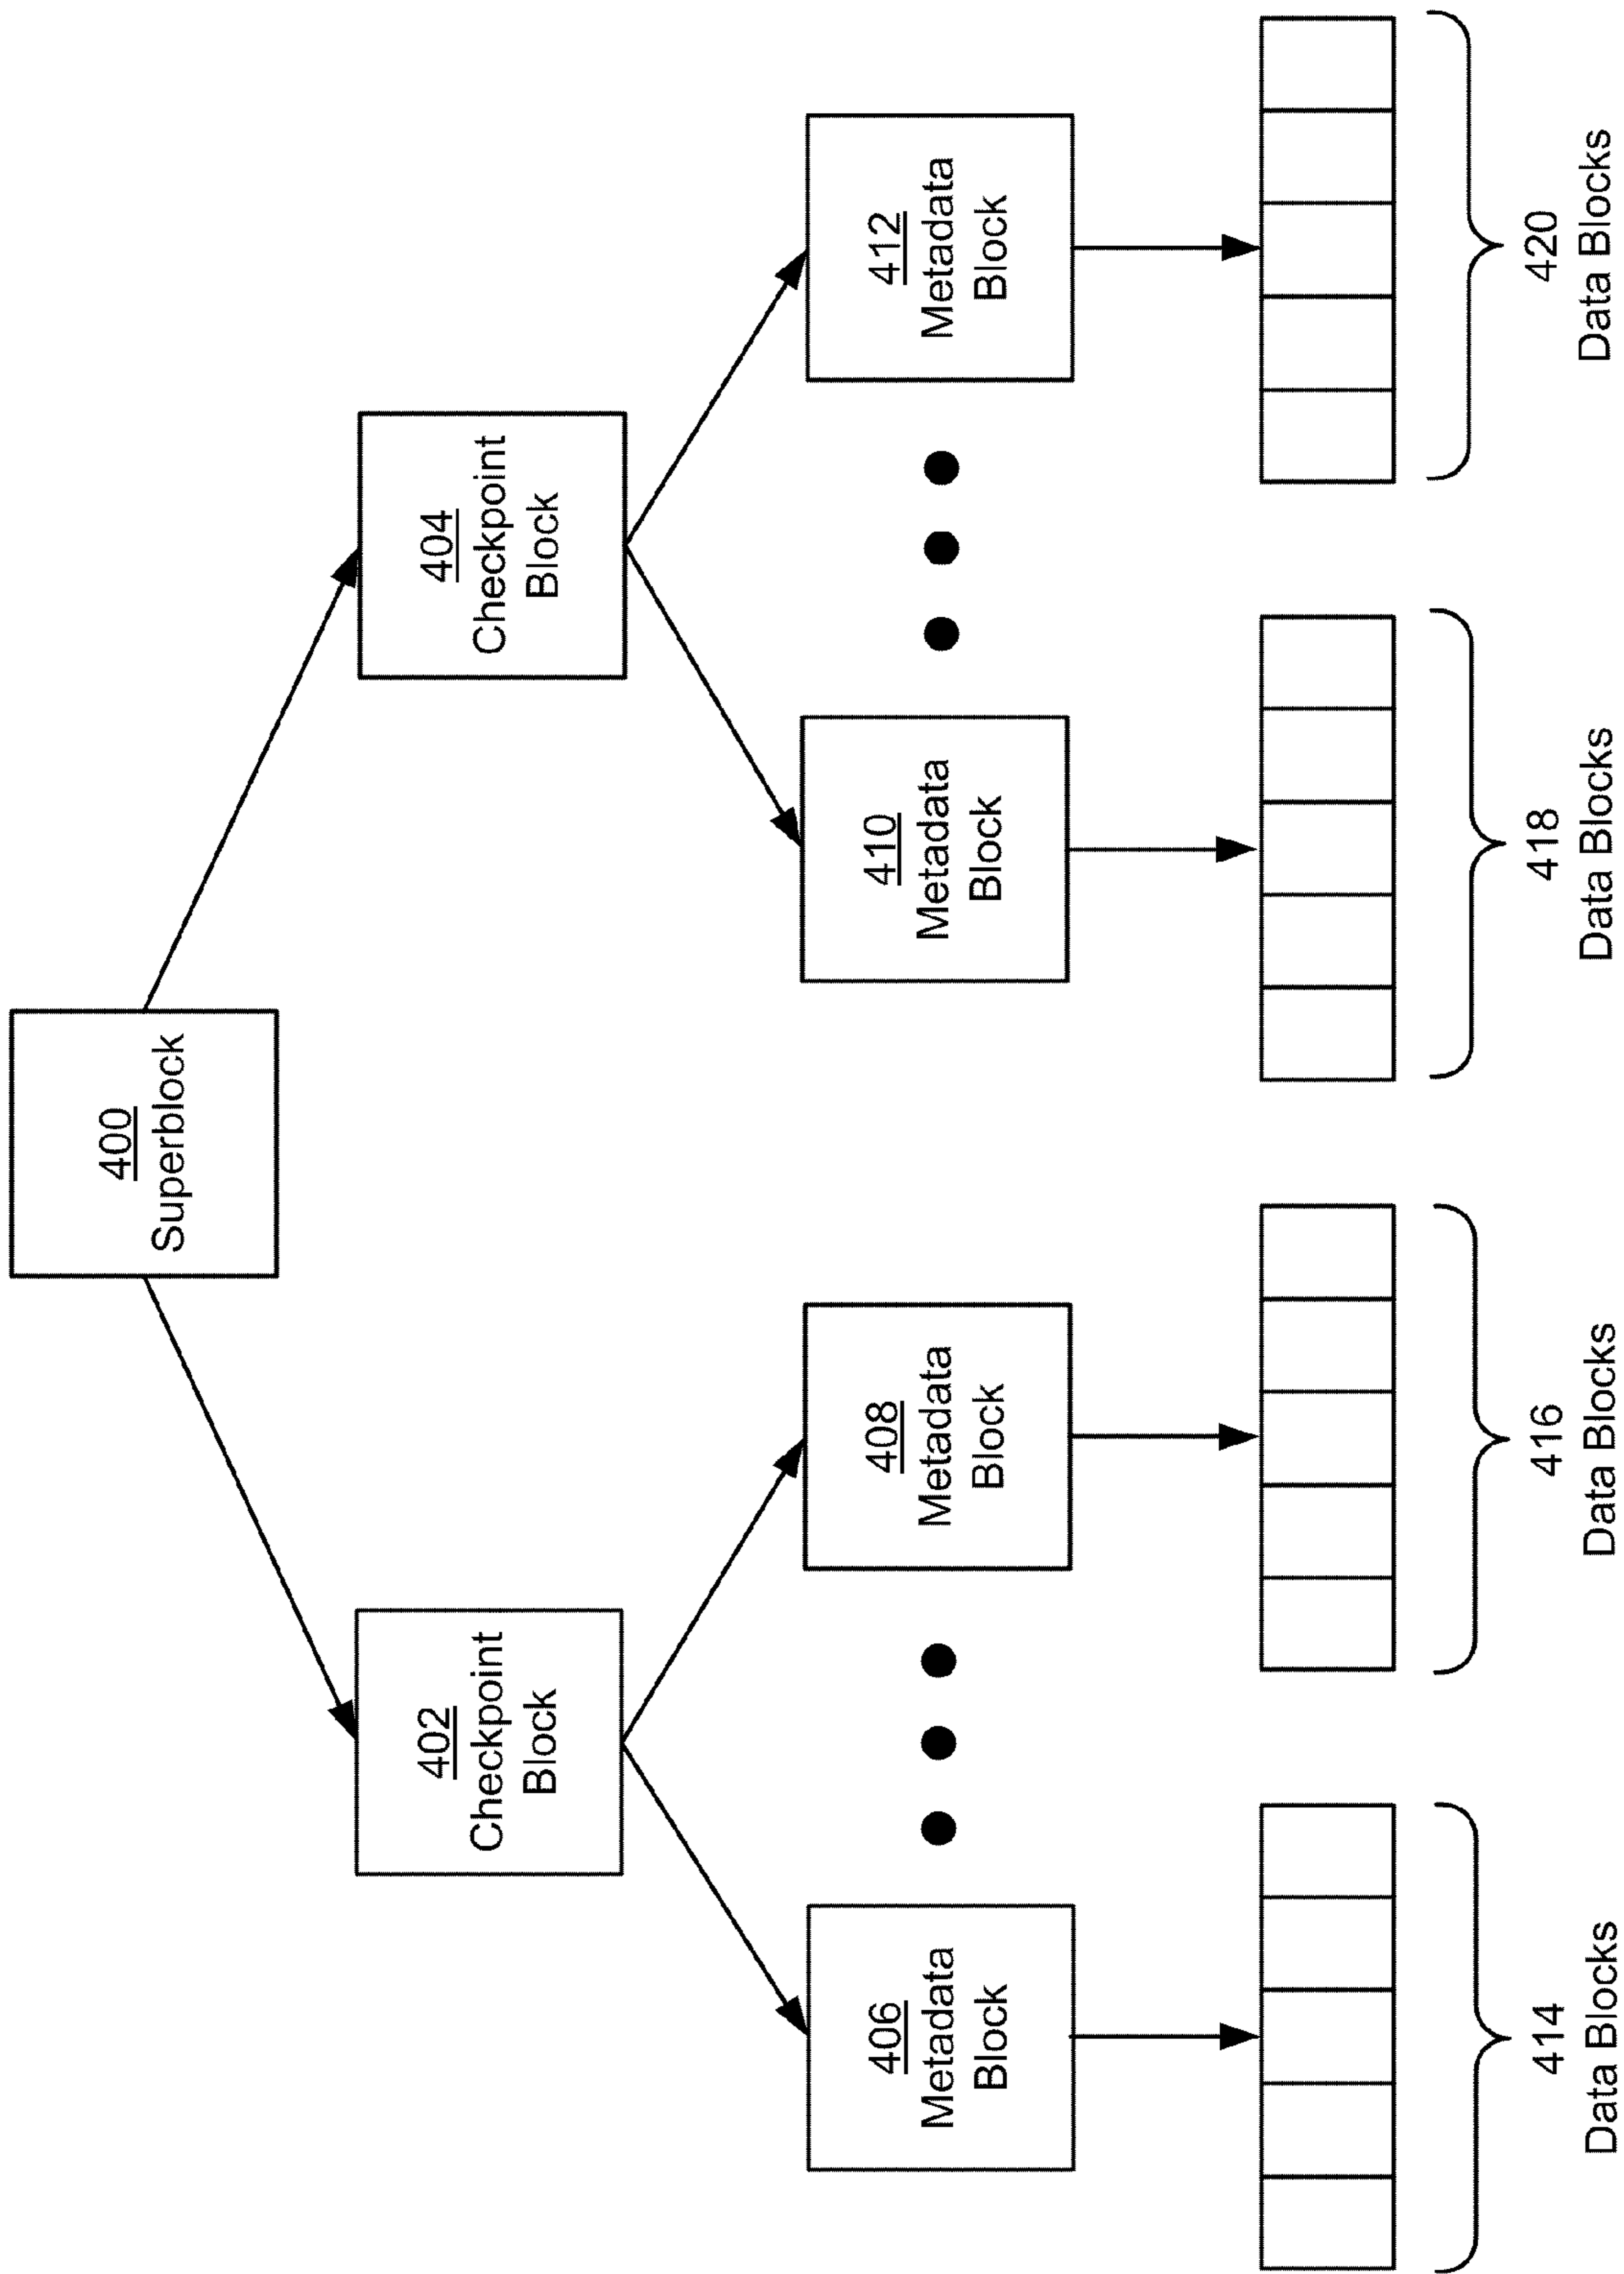 400
Superblock
402
Checkpoint
Block
404
Checkpoint
Block
406
Metadata
Block
408
Metadata
Block
410
Metadata
Block
412
Metadata
Block
414
Data Blocks
416
Data Blocks
418
Data Blocks
420
Data Blocks